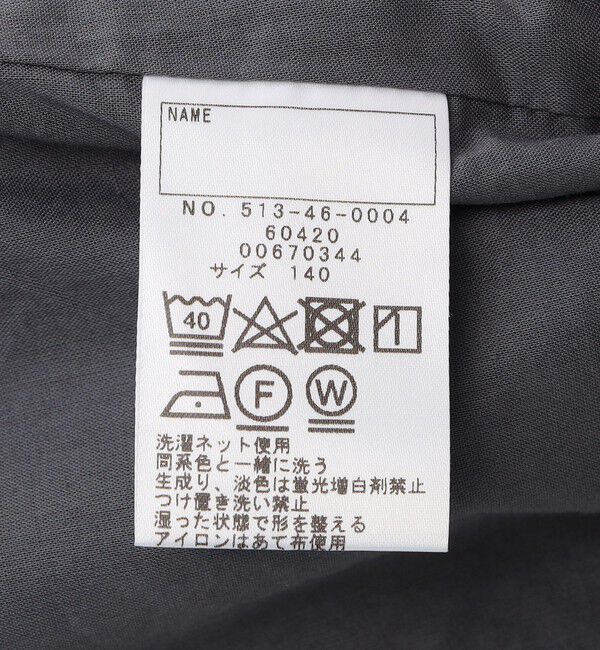 NAME
NO. 513-46-0004
60420
00670344
サイズ 140
40
F W
洗濯ネット使用
同系色と一緒に洗う
生成り、淡色は蛍光増白剤禁止
つけ置き洗い禁止
湿った状態で形を整える
アイロンはあて布使用